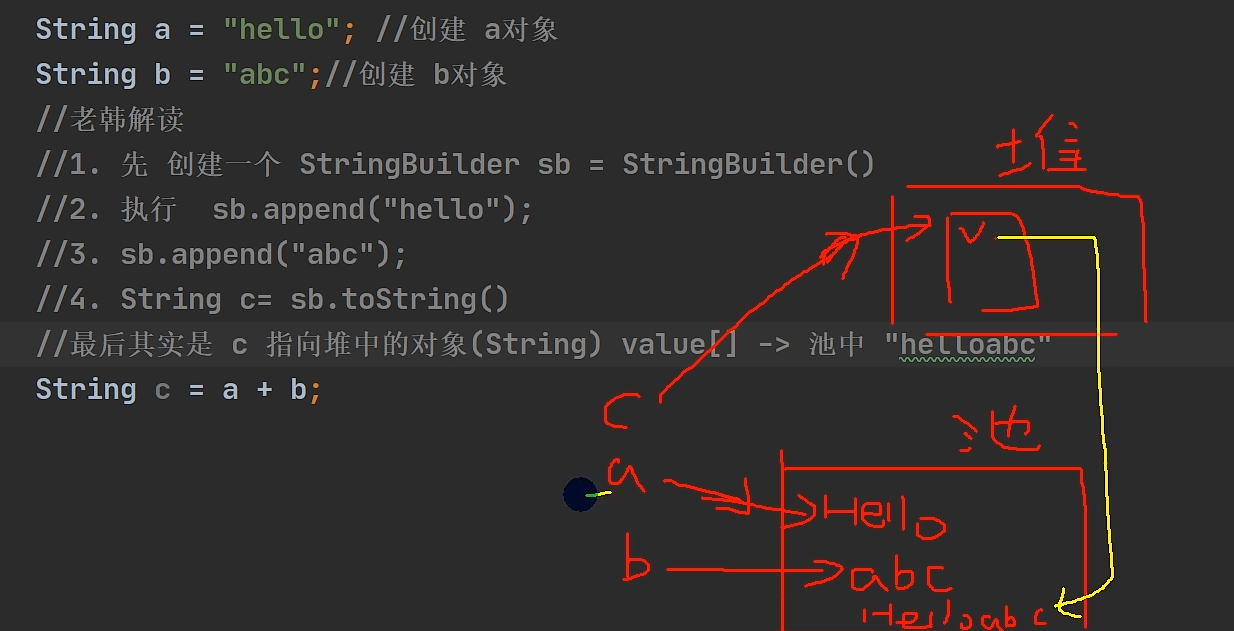 String a = "hello"; //创建 a对象
String b = "abc";//创建 b对象
//老韩解读
//1. 先 创建一个 StringBuilder sb = StringBuilder()
//2. 执行  sb.append("hello");
//3. sb.append("abc");
//4. String c= sb.toString()
//最后其实是 c 指向堆中的对象(String) value[] -> 池中 "helloabc"
String c = a + b;
堆
v
c
池
a
Hello
b
abc
Helloabc